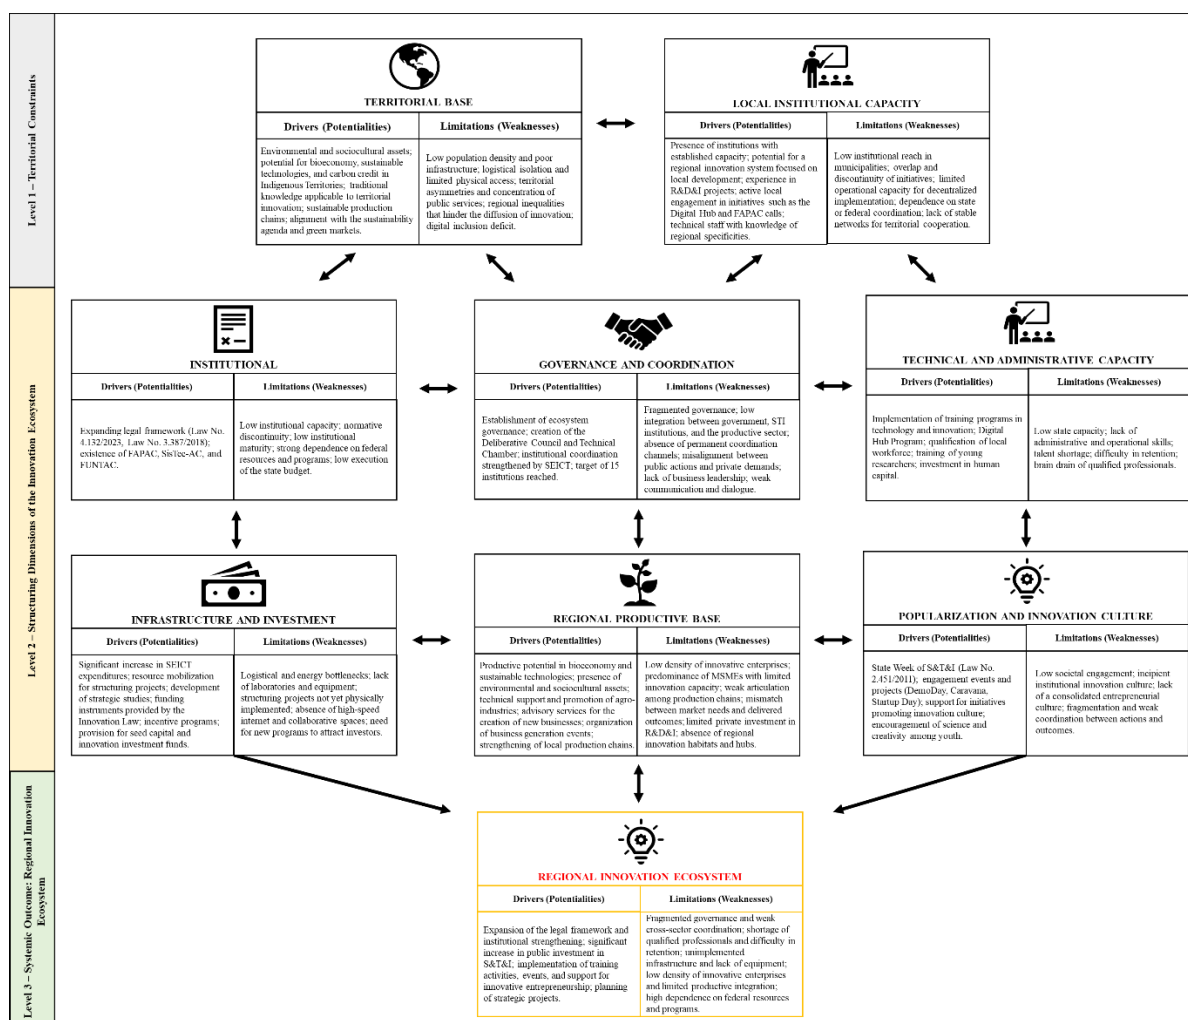 Level 1 – Territorial Constraints
TERRITORIAL BASE
Drivers (Potentialities)
Limitations (Weaknesses)
Environmental and sociocultural assets;
potential for bioeconomy, sustainable
technologies, and carbon credit in
Indigenous Territories; traditional
knowledge applicable to territorial
innovation; sustainable production
chains; alignment with the sustainability
agenda and green markets.
Low population density and poor
infrastructure; logistical isolation and
limited physical access; territorial
asymmetries and concentration of
public services; regional inequalities
that hinder the diffusion of innovation;
digital inclusion deficit.
LOCAL INSTITUTIONAL CAPACITY
Drivers (Potentialities)
Limitations (Weaknesses)
Presence of institutions with
established capacity; potential for a
regional innovation system focused on
local development; experience in
R&D&I projects; active local
engagement in initiatives such as the
Digital Hub and FAPAC calls;
technical staff with knowledge of
regional specificities.
Low institutional reach in
municipalities; overlap and
discontinuity of initiatives; limited
operational capacity for decentralized
implementation; dependence on state
or federal coordination; lack of stable
networks for territorial cooperation.
Level 2 – Structuring Dimensions of the Innovation Ecosystem
INSTITUTIONAL
Drivers (Potentialities)
Limitations (Weaknesses)
Expanding legal framework (Law No.
4.132/2023, Law No. 3.387/2018);
existence of FAPAC, SisTec-AC, and
FUNTAC.
Low institutional capacity; normative
discontinuity; low institutional
maturity; strong dependence on federal
resources and programs; low execution
of the state budget.
GOVERNANCE AND COORDINATION
Drivers (Potentialities)
Limitations (Weaknesses)
Establishment of ecosystem
governance; creation of the
Deliberative Council and Technical
Chamber; institutional coordination
strengthened by SEICT; target of 15
institutions reached.
Fragmented governance; low
integration between government, STI
institutions, and the productive sector;
absence of permanent coordination
channels; misalignment between
public actions and private demands;
lack of business leadership; weak
communication and dialogue.
TECHNICAL AND ADMINISTRATIVE CAPACITY
Drivers (Potentialities)
Limitations (Weaknesses)
Implementation of training programs in
technology and innovation; Digital
Hub Program; qualification of local
workforce; training of young
researchers; investment in human
capital.
Low state capacity; lack of
administrative and operational skills;
talent shortage; difficulty in retention;
brain drain of qualified professionals.
INFRASTRUCTURE AND INVESTMENT
Drivers (Potentialities)
Limitations (Weaknesses)
Significant increase in SEICT
expenditures; resource mobilization
for structuring projects; development
of strategic studies; funding
instruments provided by the
Innovation Law; incentive programs;
provision for seed capital and
innovation investment funds.
Logistical and energy bottlenecks; lack
of laboratories and equipment;
structuring projects not yet physically
implemented; absence of high-speed
internet and collaborative spaces; need
for new programs to attract investors.
REGIONAL PRODUCTIVE BASE
Drivers (Potentialities)
Limitations (Weaknesses)
Productive potential in bioeconomy and
sustainable technologies; presence of
environmental and sociocultural assets;
technical support and promotion of agro-
industries; advisory services for the
creation of new businesses; organization
of business generation events;
strengthening of local production chains.
Low density of innovative enterprises;
predominance of MSMEs with limited
innovation capacity; weak articulation
among production chains; mismatch
between market needs and delivered
outcomes; limited private investment in
R&D&I; absence of regional
innovation habitats and hubs.
POPULARIZATION AND INNOVATION CULTURE
Drivers (Potentialities)
Limitations (Weaknesses)
State Week of S&T&I (Law No.
2.451/2011); engagement events and
projects (DemoDay, Caravana,
Startup Day); support for initiatives
promoting innovation culture;
encouragement of science and
creativity among youth.
Low societal engagement; incipient
institutional innovation culture; lack
of a consolidated entrepreneurial
culture; fragmentation and weak
coordination between actions and
outcomes.
Level 3 – Systemic Outcome: Regional Innovation
Ecosystem
REGIONAL INNOVATION ECOSYSTEM
Drivers (Potentialities)
Limitations (Weaknesses)
Expansion of the legal framework and
institutional strengthening; significant
increase in public investment in
S&T&I; implementation of training
activities, events, and support for
innovative entrepreneurship; planning
of strategic projects.
Fragmented governance and weak
cross-sector coordination; shortage of
qualified professionals and difficulty in
retention; unimplemented
infrastructure and lack of equipment;
low density of innovative enterprises
and limited productive integration;
high dependence on federal resources
and programs.